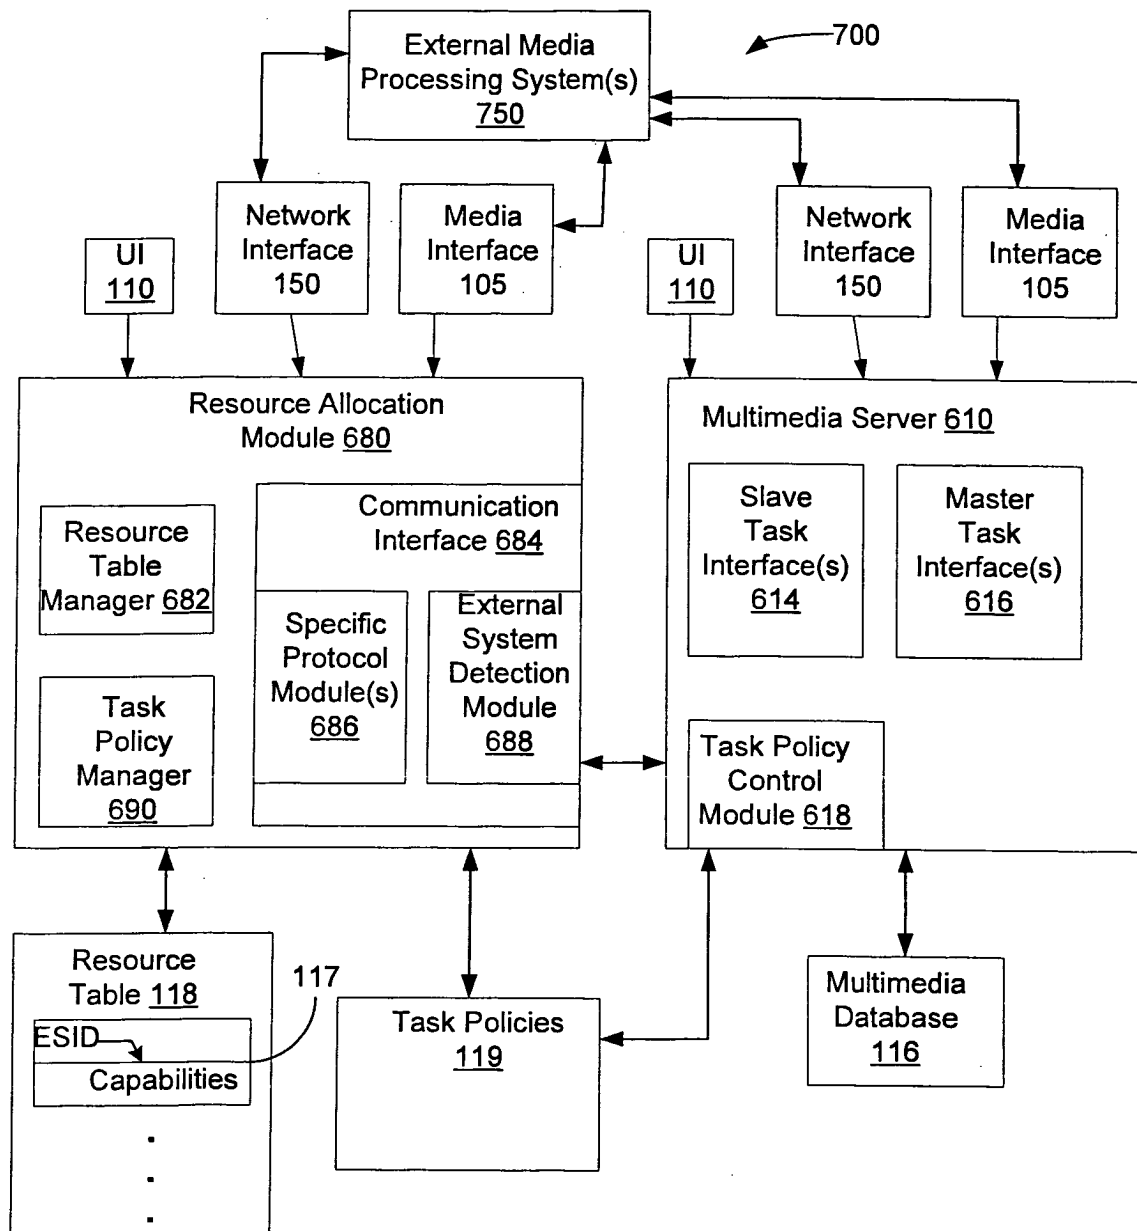 External Media
Processing System(s)
750
700
Network
Interface
150
Media
Interface
105
Network
Interface
150
Media
Interface
105
UI
110
UI
110
Resource Allocation
Module 680
Resource
Table
Manager 682
Communication
Interface 684
Specific
Protocol
Module(s)
686
External
System
Detection
Module
688
Task
Policy
Manager
690
Multimedia Server 610
Slave
Task
Interface(s)
614
Master
Task
Interface(s)
616
Task Policy
Control
Module 618
Resource
Table 118
117
ESID
Capabilities
Task Policies
119
Multimedia
Database
116